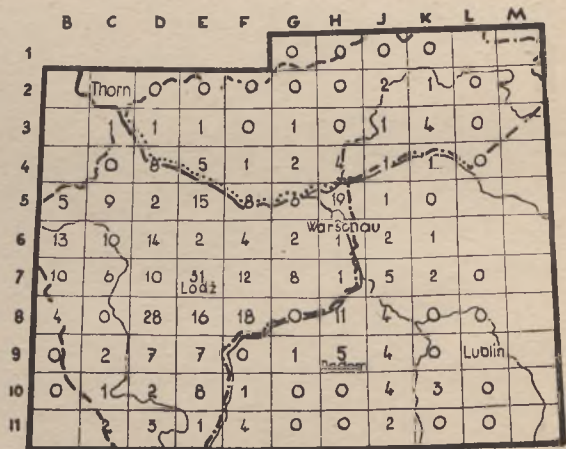 B C D E F G H J K L M
1 0 0 0 0
2 Thorn 0 0 0 0 0 2 1 0
3 1 1 1 0 1 0 1 4 0
4 0 8 5 1 2 4 1 1 0
5 5 9 2 15 8 6 19 1 0
6 13 10 14 2 4 2 1 2 1
Warschau
7 10 6 10 31 12 8 1 5 2 0
Lodż
8 4 0 28 16 18 0 11 4 0 0
9 0 2 7 7 0 1 5 4 0 Lublin
10 0 1 2 8 1 0 0 4 3 0
11 3 1 4 0 0 2 0 0